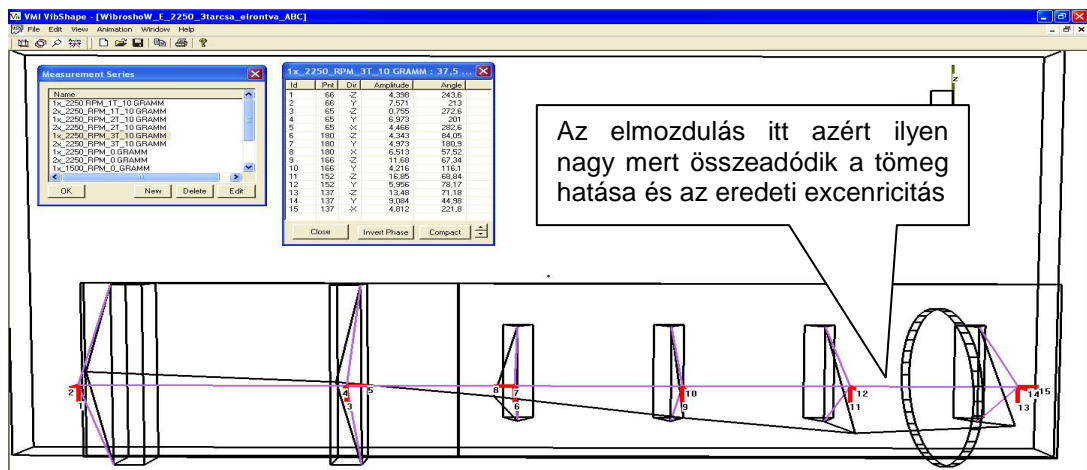 VMI VibShape - [WibroshoW_E_2250_3tarcsa_elrontva_ABC]
File Edit View Animation Window Help
Measurement Series
Name
1x_2250 RPM_1T_10 GRAMM
2x_2250_RPM_1T_10 GRAMM
1x_2250_RPM_2T_10 GRAMM
2x_2250_RPM_2T_10 GRAMM
1x_2250_RPM_3T_10 GRAMM
2x_2250_RPM_3T_10 GRAMM
1x_2250_RPM_0 GRAMM
2x_2250_RPM_0 GRAMM
1x_1500_RPM_0_GRAMM
OK New Delete Edit
1x_2250_RPM_3T_10 GRAMM : 37,5 ...
Id Pnt Dir Amplitude Angle
1 66 -Z 4,398 243,6
2 66 Y 7,571 213
3 65 -Z 0,755 272,6
4 65 Y 6,973 201
5 65 -X 4,466 282,6
6 180 -Z 4,343 84,05
7 180 Y 4,973 180,9
8 180 X 6,513 57,52
9 166 -Z 11,68 67,34
10 166 Y 4,216 116,1
11 152 -Z 16,85 68,84
12 152 Y 5,956 78,17
13 137 -Z 13,48 71,18
14 137 Y 9,084 44,98
15 137 -X 4,812 221,8
Close Invert Phase Compact
Az elmozdulás itt azért ilyen
nagy mert összeadódik a tömeg
hatása és az eredeti excenricitás
Z
2 4 5 8 7 10 12 14 15
1 3 6 9 11 13